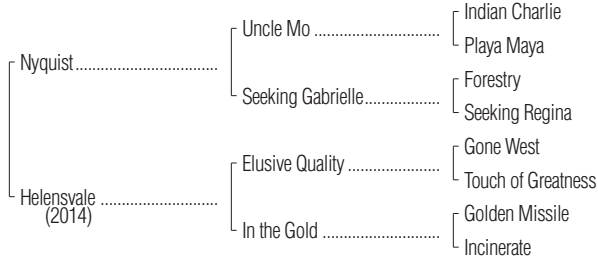 Indian Charlie
Uncle Mo ................................
Playa Maya
Nyquist....................................
Forestry
Seeking Gabrielle...................
Seeking Regina
Gone West
Elusive Quality .......................
Touch of Greatness
Helensvale ..............................
(2014)
Golden Missile
In the Gold ..............................
Incinerate